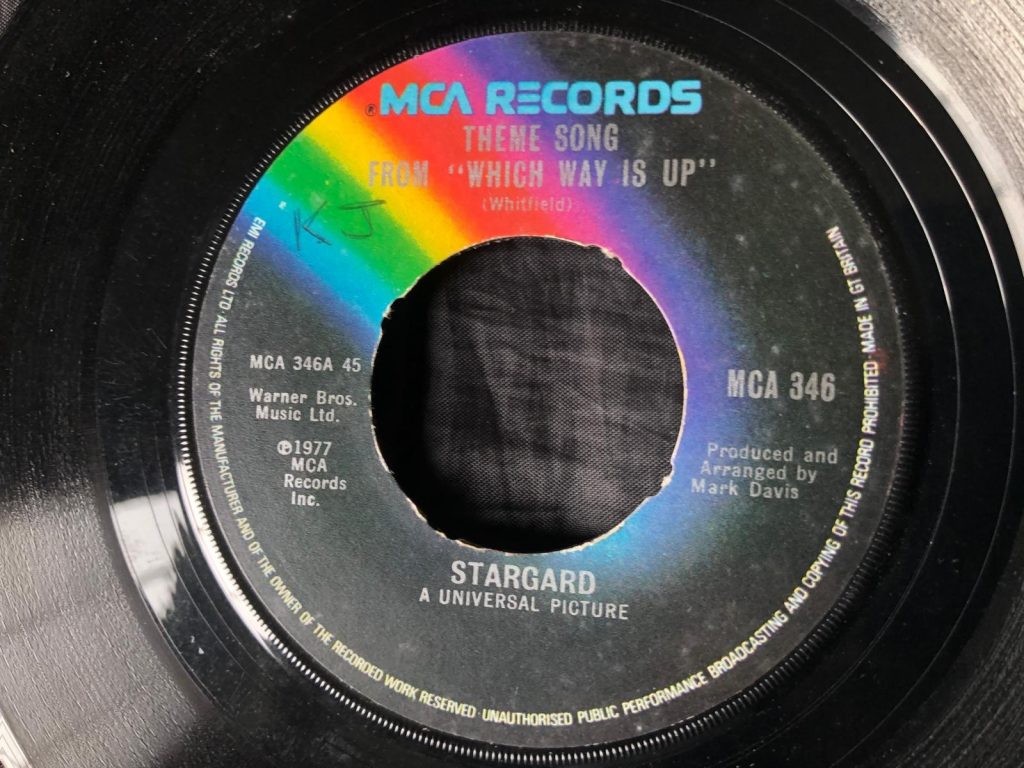 ® MCA RECORDS
THEME SONG
FROM "WHICH WAY IS UP"
(Whitfield)
KJ
MCA 346A 45
Warner Bros.
Music Ltd.
℗1977
MCA
Records
Inc.
MCA 346
Produced and
Arranged by
Mark Davis
STARGARD
A UNIVERSAL PICTURE
EMI RECORDS LTD · ALL RIGHTS OF THE MANUFACTURER AND OF THE OWNER OF THE RECORDED WORK RESERVED · UNAUTHORISED PUBLIC PERFORMANCE BROADCASTING AND COPYING OF THIS RECORD PROHIBITED · MADE IN GT BRITAIN